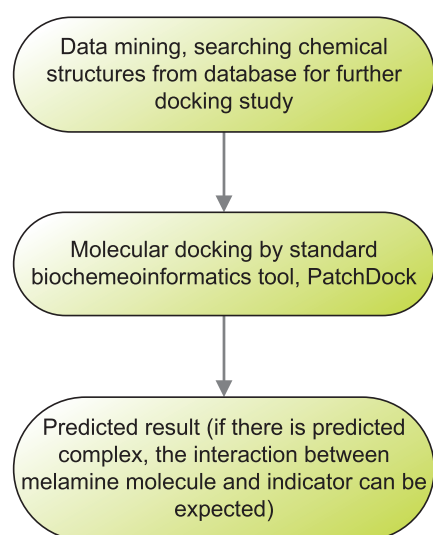 Data mining, searching chemical
structures from database for further
docking study
Molecular docking by standard
biochemeoinformatics tool, PatchDock
Predicted result (if there is predicted
complex, the interaction between
melamine molecule and indicator can be
expected)